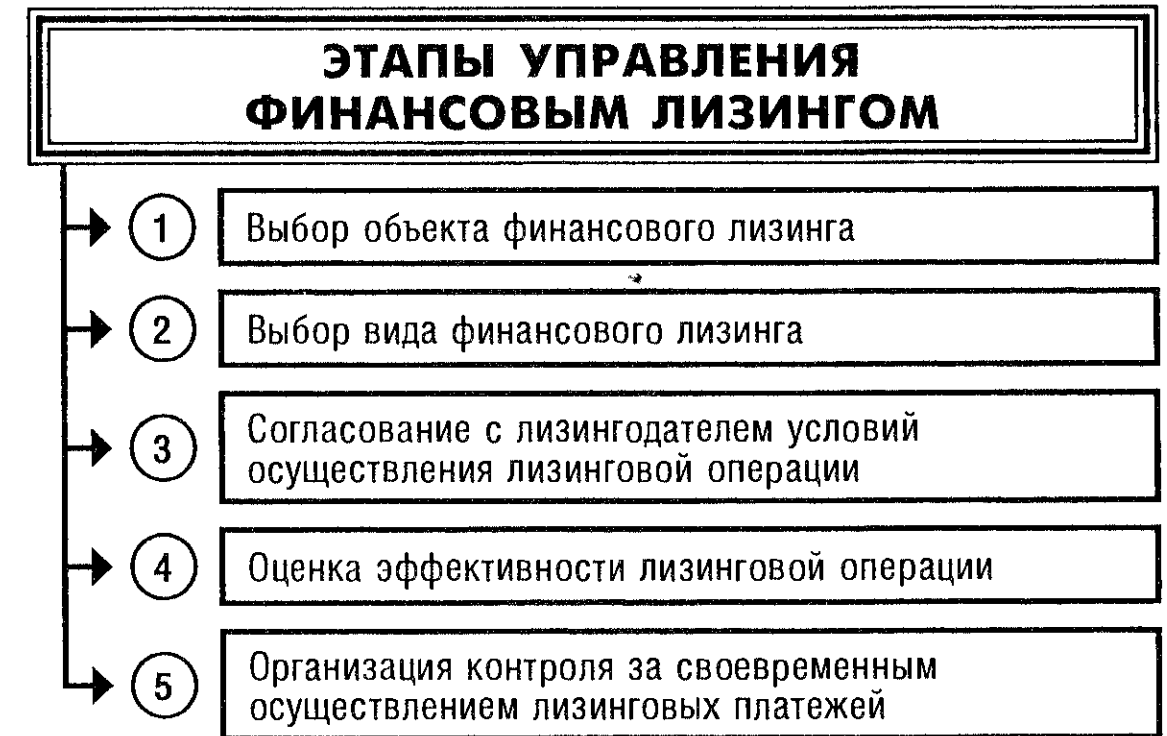 ЭТАПЫ УПРАВЛЕНИЯ
ФИНАНСОВЫМ ЛИЗИНГОМ
1 Выбор объекта финансового лизинга
2 Выбор вида финансового лизинга
3 Согласование с лизингодателем условий
осуществления лизинговой операции
4 Оценка эффективности лизинговой операции
5 Организация контроля за своевременным
осуществлением лизинговых платежей